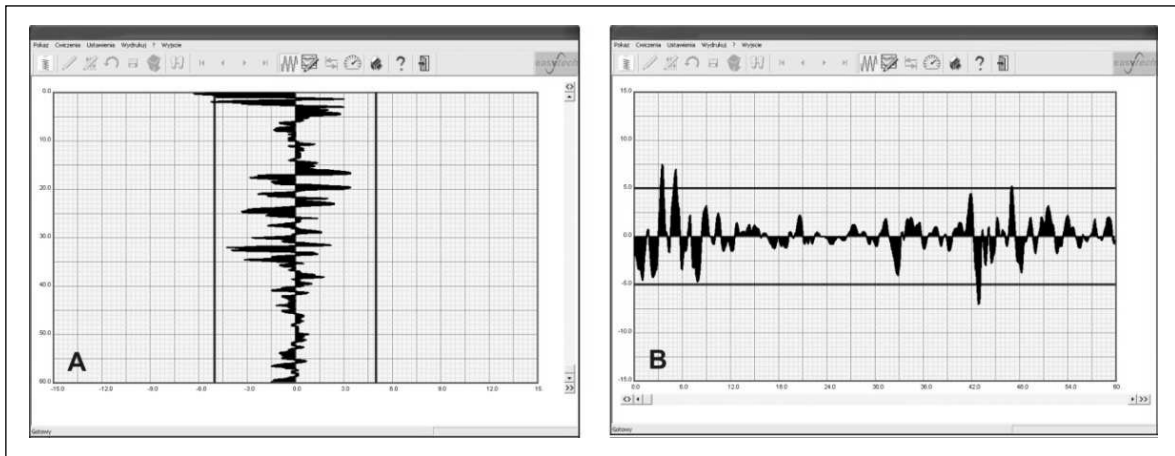 Pokaz Ćwiczenia Ustawienia Wydrukuj ? Wyjscie
easytech
0.0
10.0
20.0
30.0
40.0
50.0
60.0
A
-15.0 -12.0 -9.0 -6.0 -3.0 0.0 3.0 6.0 9.0 12.0 15.
Gotowy
Pokaz Ćwiczenia Ustawienia Wydrukuj ? Wyjscie
easytech
15.0
10.0
5.0
0.0
-5.0
-10.0
-15.0
B
0.0 6.0 12.0 18.0 24.0 30.0 36.0 42.0 48.0 54.0 60.
Gotowy